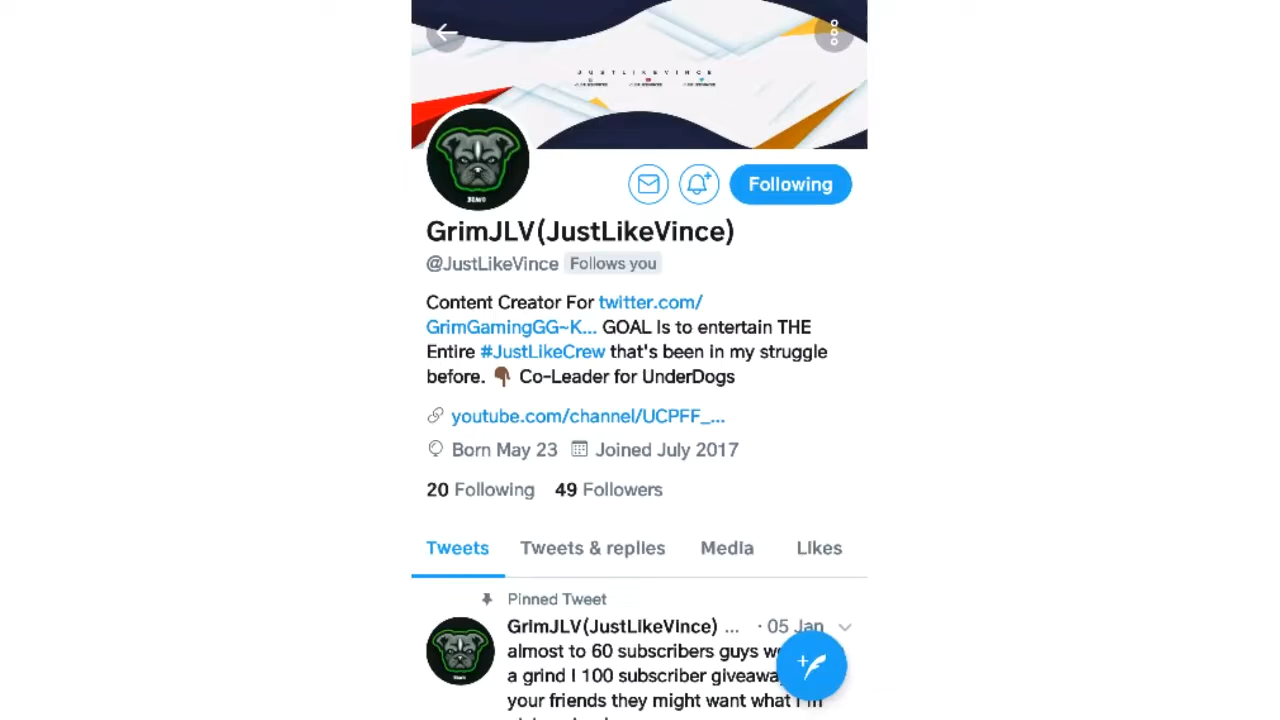 JUSTLIKEVINCE
Following
GrimJLV(JustLikeVince)
@JustLikeVince Follows you
Content Creator For twitter.com/
GrimGamingGG~K... GOAL Is to entertain THE
Entire #JustLikeCrew that's been in my struggle
before. 👇🏾 Co-Leader for UnderDogs
youtube.com/channel/UCPFF_...
Born May 23 Joined July 2017
20 Following 49 Followers
Tweets Tweets & replies Media Likes
Pinned Tweet
GrimJLV(JustLikeVince) ... · 05 Jan
almost to 60 subscribers guys
a grind I 100 subscriber
your friends they might want what